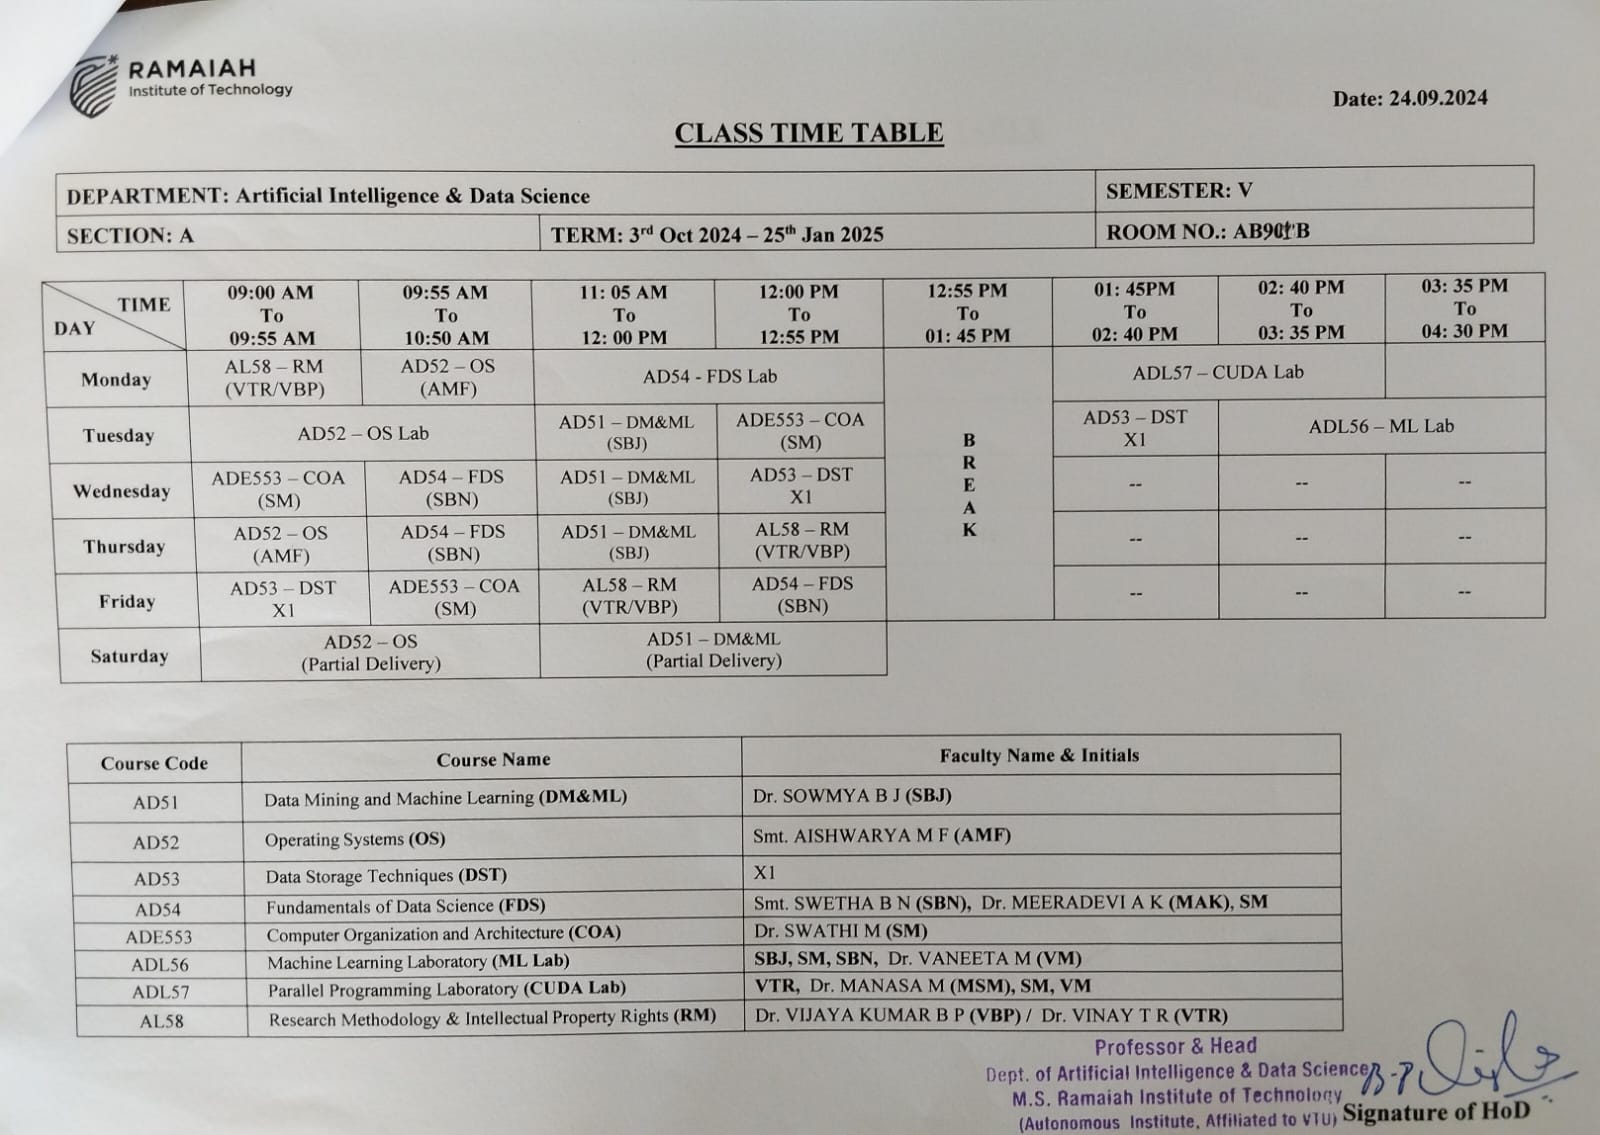 RAMAIAH
Institute of Technology
Date: 24.09.2024
CLASS TIME TABLE
DEPARTMENT: Artificial Intelligence & Data Science
SEMESTER: V
SECTION: A
TERM: 3rd Oct 2024 – 25th Jan 2025
ROOM NO.:
TIME
DAY
09:00 AM To 09:55 AM
09:55 AM To 10:50 AM
11: 05 AM To 12: 00 PM
12:00 PM To 12:55 PM
12:55 PM To 01: 45 PM
01: 45PM To 02: 40 PM
02: 40 PM To 03: 35 PM
03: 35 PM To 04: 30 PM
Monday
AL58 – RM (VTR/VBP)
AD52 – OS (AMF)
AD54 - FDS Lab
ADL57 – CUDA Lab
Tuesday
AD52 – OS Lab
AD51 – DM&ML (SBJ)
ADE553 – COA (SM)
AD53 – DST X1
ADL56 – ML Lab
Wednesday
ADE553 – COA (SM)
AD54 – FDS (SBN)
AD51 – DM&ML (SBJ)
AD53 – DST X1
-- -- --
Thursday
AD52 – OS (AMF)
AD54 – FDS (SBN)
AD51 – DM&ML (SBJ)
AL58 – RM (VTR/VBP)
-- -- --
Friday
AD53 – DST X1
ADE553 – COA (SM)
AL58 – RM (VTR/VBP)
AD54 – FDS (SBN)
-- -- --
Saturday
AD52 – OS (Partial Delivery)
AD51 – DM&ML (Partial Delivery)
B
R
E
A
K
Course Code Course Name Faculty Name & Initials
AD51 Data Mining and Machine Learning (DM&ML) Dr. SOWMYA B J (SBJ)
AD52 Operating Systems (OS) Smt. AISHWARYA M F (AMF)
AD53 Data Storage Techniques (DST) X1
AD54 Fundamentals of Data Science (FDS) Smt. SWETHA B N (SBN), Dr. MEERADEVI A K (MAK), SM
ADE553 Computer Organization and Architecture (COA) Dr. SWATHI M (SM)
ADL56 Machine Learning Laboratory (ML Lab) SBJ, SM, SBN, Dr. VANEETA M (VM)
ADL57 Parallel Programming Laboratory (CUDA Lab) VTR, Dr. MANASA M (MSM), SM, VM
AL58 Research Methodology & Intellectual Property Rights (RM) Dr. VIJAYA KUMAR B P (VBP) / Dr. VINAY T R (VTR)
Professor & Head
Dept. of Artificial Intelligence & Data Science
M.S. Ramaiah Institute of Technology
(Autonomous Institute, Affiliated to VTU)
Signature of HoD